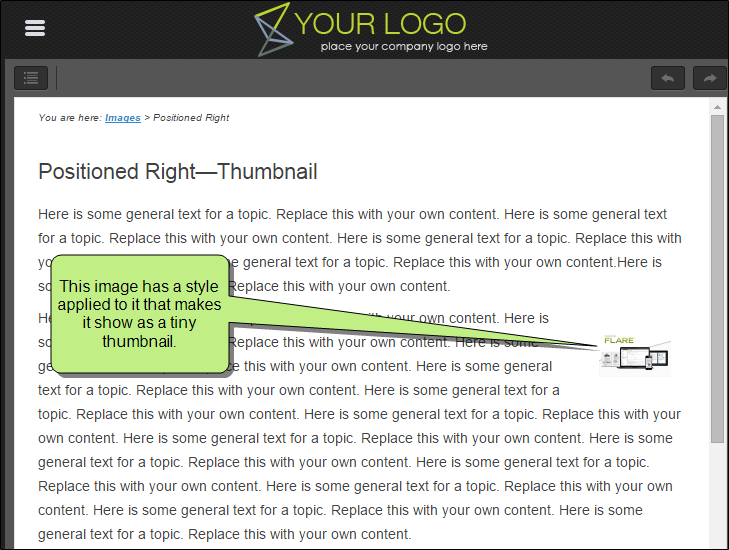 YOUR LOGO
place your company logo here
You are here: Images > Positioned Right
Positioned Right—Thumbnail
Here is some general text for a topic. Replace this with your own content. Here is some general text
for a topic. Replace this with your own content. Here is some general text for a topic. Replace this with
yo
e general text for a topic. Replace this with your own content.Here is
so
Replace this with your own content.
This image has a style
applied to it that makes
it show as a tiny
thumbnail.
He
with your own content. Here is
so
with your own content. Here is some
ge
e this with your own content. Here is some general
text for a topic. Replace this with your own content. Here is some general text for a
topic. Replace this with your own content. Here is some general text for a topic. Replace this with your
own content. Here is some general text for a topic. Replace this with your own content. Here is some
general text for a topic. Replace this with your own content. Here is some general text for a topic.
Replace this with your own content. Here is some general text for a topic. Replace this with your own
content. Here is some general text for a topic. Replace this with your own content. Here is some
general text for a topic. Replace this with your own content.
FLARE